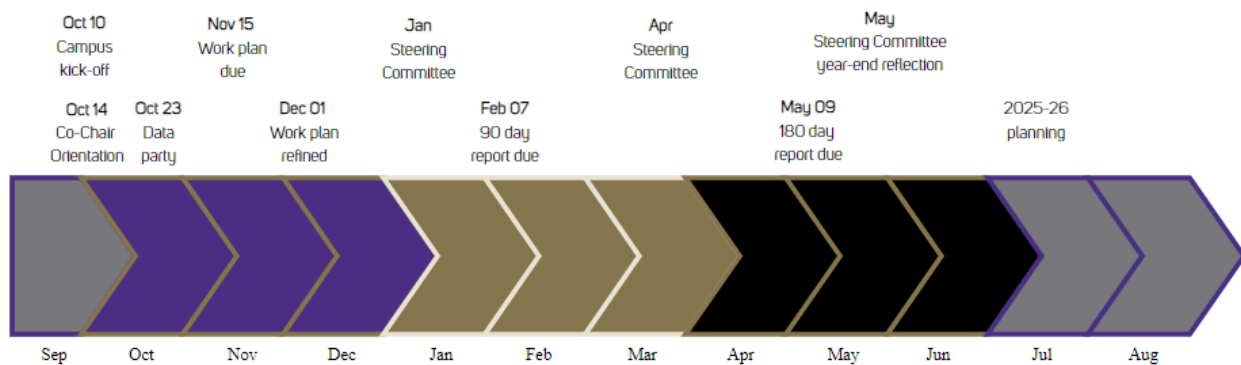 Oct 10
Campus
kick-off
Nov 15
Work plan
due
Jan
Steering
Committee
Apr
Steering
Committee
May
Steering Committee
year-end reflection
Oct 14
Co-Chair
Orientation
Oct 23
Data
party
Dec 01
Work plan
refined
Feb 07
90 day
report due
May 09
180 day
report due
2025-26
planning
Sep
Oct
Nov
Dec
Jan
Feb
Mar
Apr
May
Jun
Jul
Aug